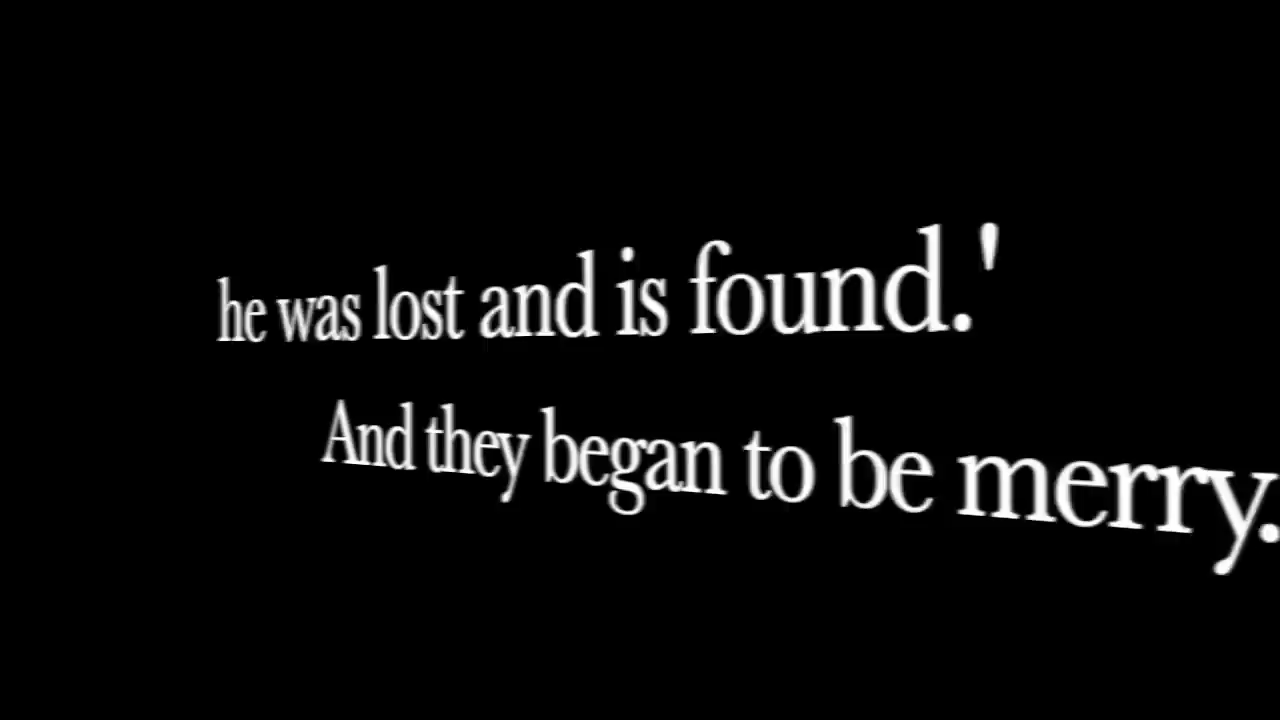 he was lost and is found.'
And they began to be merry.